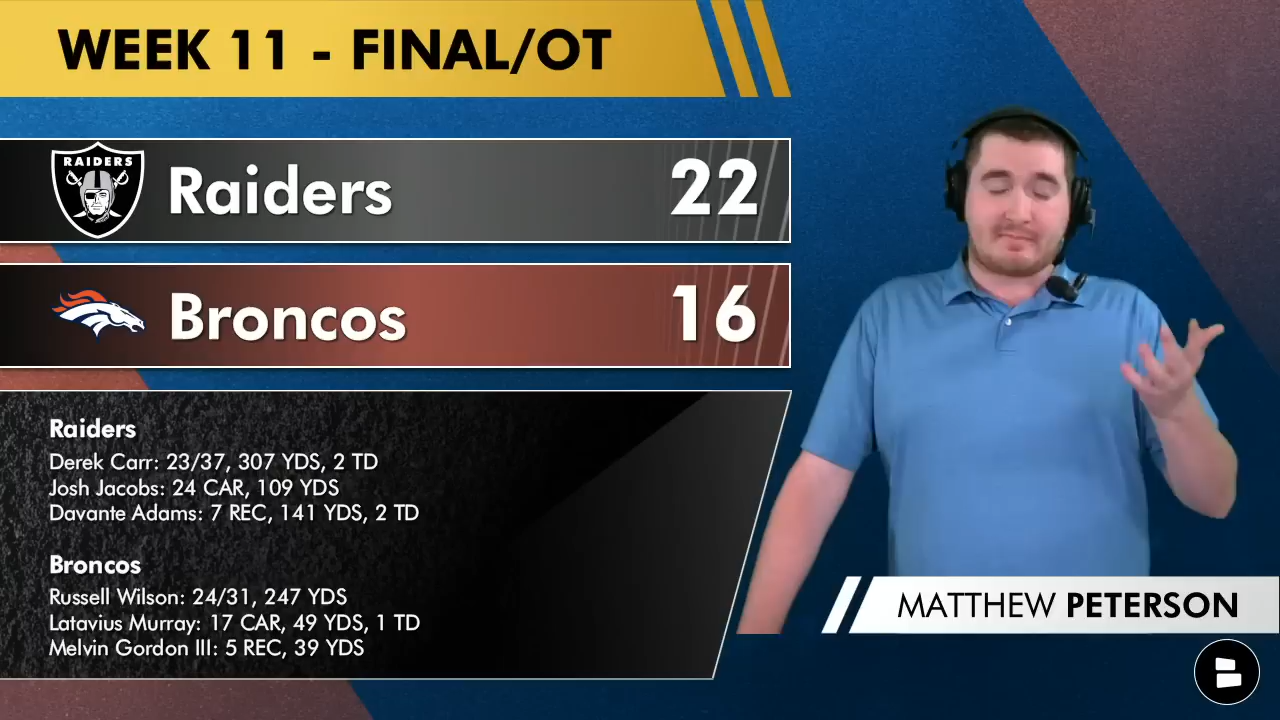 WEEK 11 - FINAL/OT
RAIDERS
Raiders 22
Broncos 16
Raiders
Derek Carr: 23/37, 307 YDS, 2 TD
Josh Jacobs: 24 CAR, 109 YDS
Davante Adams: 7 REC, 141 YDS, 2 TD
Broncos
Russell Wilson: 24/31, 247 YDS
Latavius Murray: 17 CAR, 49 YDS, 1 TD
Melvin Gordon III: 5 REC, 39 YDS
MATTHEW PETERSON